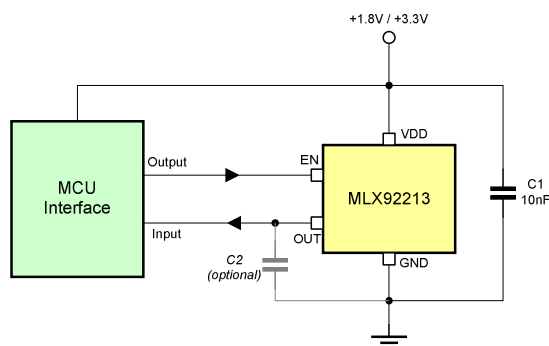 +1.8V / +3.3V
VDD
Output
EN
MCU
Interface
MLX92213
C1
10nF
Input
OUT
C2
(optional)
GND